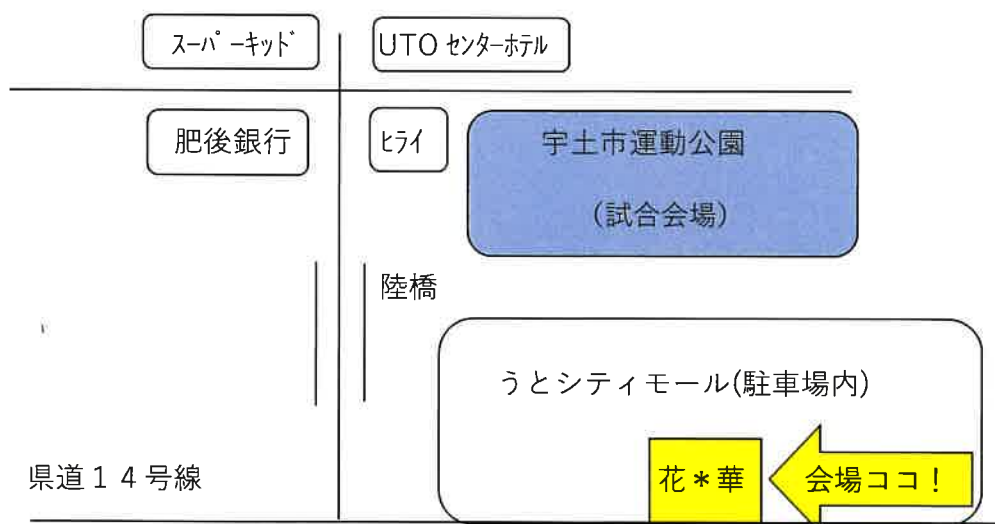 ｽｰﾊﾟｰｷｯﾄﾞ
UTO ｾﾝﾀｰﾎﾃﾙ
肥後銀行
ﾋﾗｲ
宇土市運動公園
(試合会場)
陸橋
うとシティモール(駐車場内)
県道１４号線
花＊華
会場ココ！